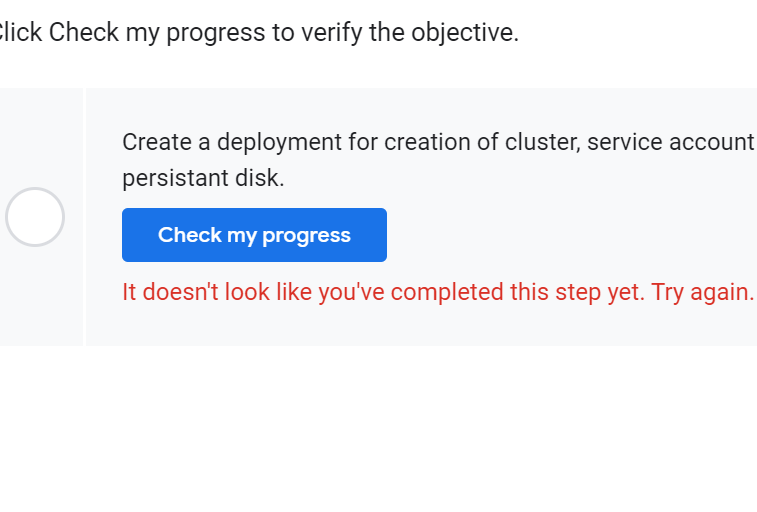 Click Check my progress to verify the objective.
Create a deployment for creation of cluster, service account
persistant disk.
Check my progress
It doesn't look like you've completed this step yet. Try again.